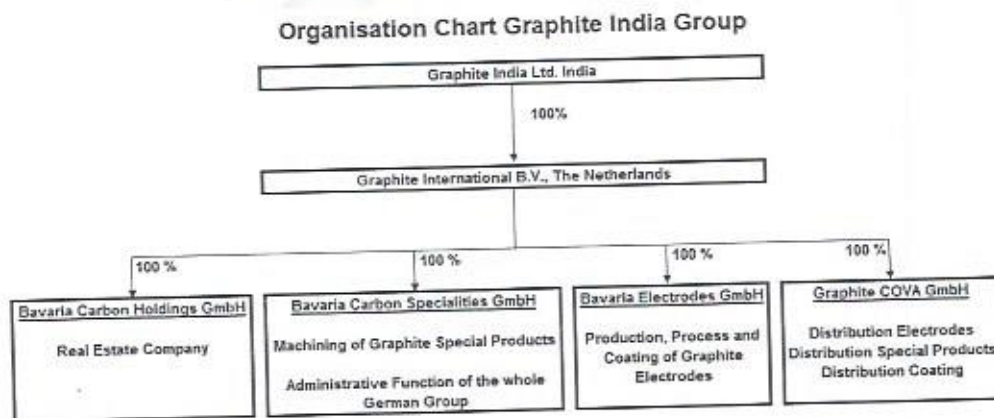 Organisation Chart Graphite India Group
Graphite India Ltd. India
100%
Graphite International B.V., The Netherlands
100 %
100 %
100 %
100 %
Bavaria Carbon Holdings GmbH
Real Estate Company
Bavaria Carbon Specialities GmbH
Machining of Graphite Special Products
Administrative Function of the whole
German Group
Bavaria Electrodes GmbH
Production, Process and
Coating of Graphite
Electrodes
Graphite COVA GmbH
Distribution Electrodes
Distribution Special Products
Distribution Coating